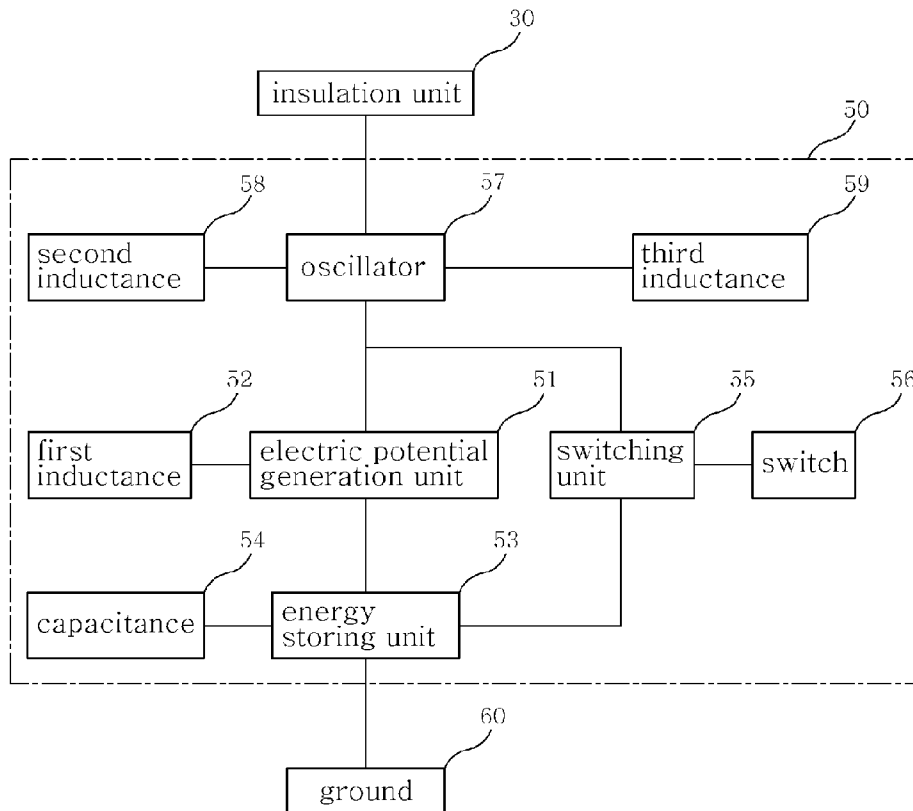 30
insulation unit
50
58
57
59
second
inductance
oscillator
third
inductance
52
51
55
56
first
inductance
electric potential
generation unit
switching
unit
switch
54
53
capacitance
energy
storing unit
60
ground